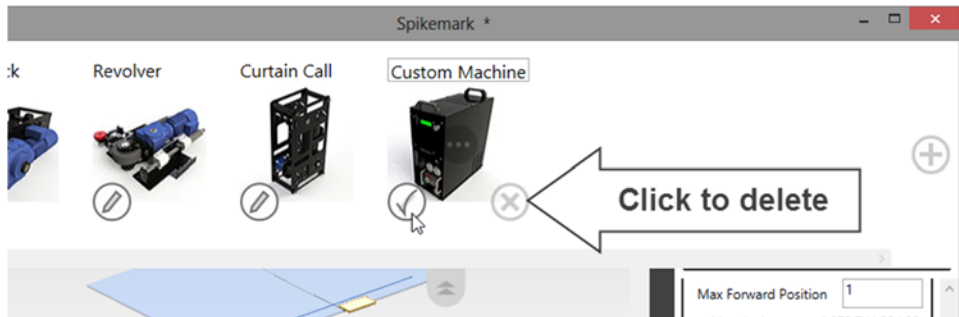 Spikemark *
ck
Revolver
Curtain Call
Custom Machine
Click to delete
Max Forward Position
1